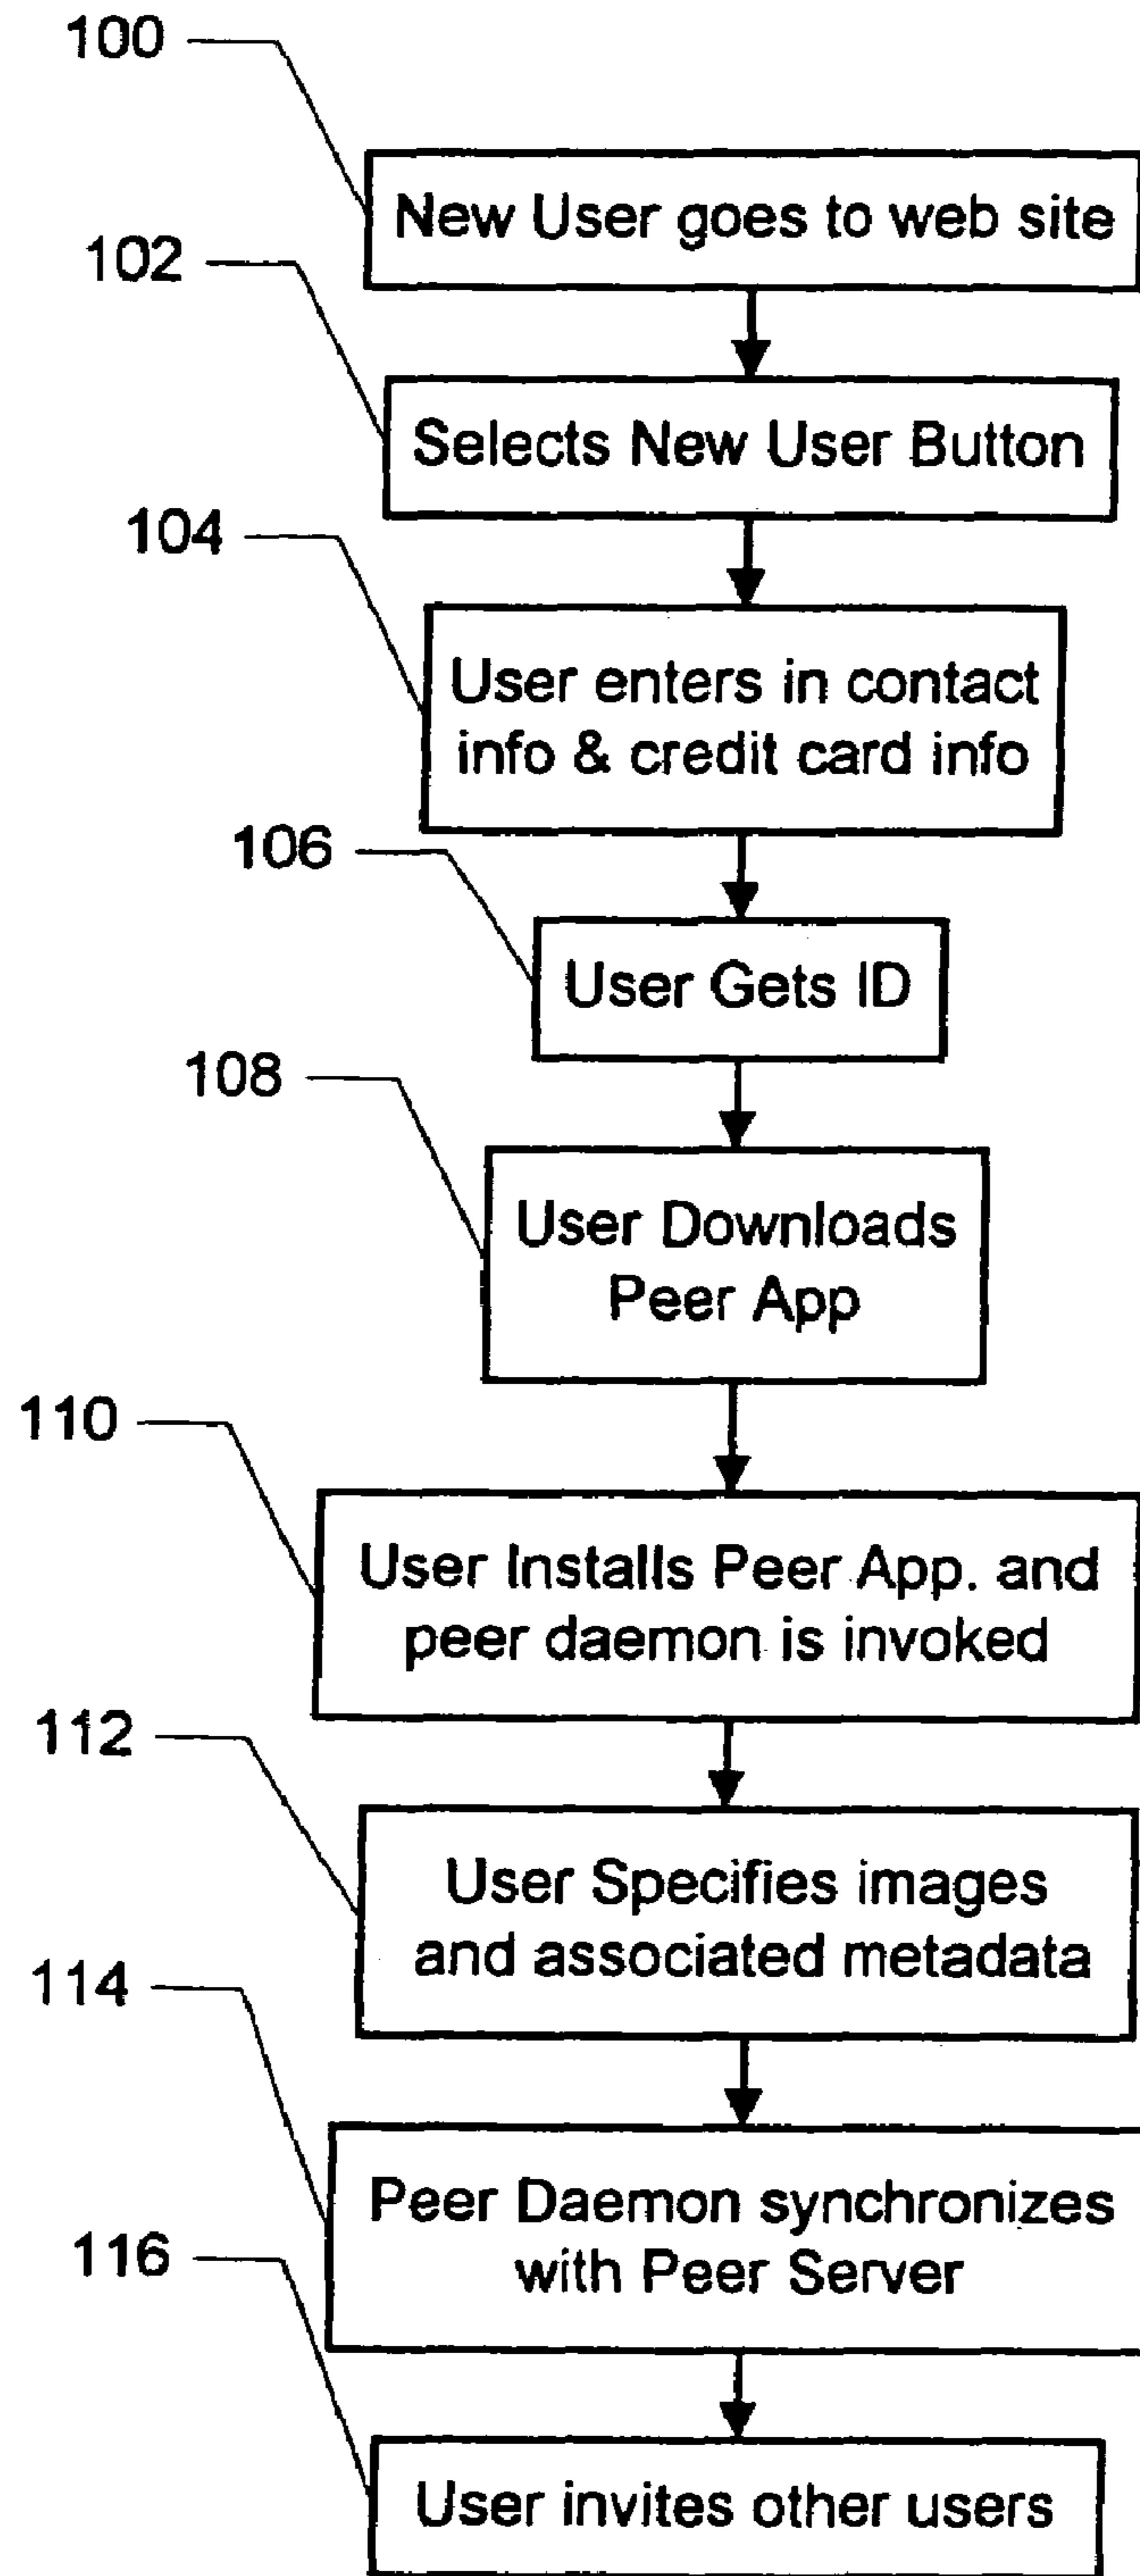 100
New User goes to web site
102
Selects New User Button
104
User enters in contact
info & credit card info
106
User Gets ID
108
User Downloads
Peer App
110
User Installs Peer App. and
peer daemon is invoked
112
User Specifies images
and associated metadata
114
Peer Daemon synchronizes
with Peer Server
116
User invites other users